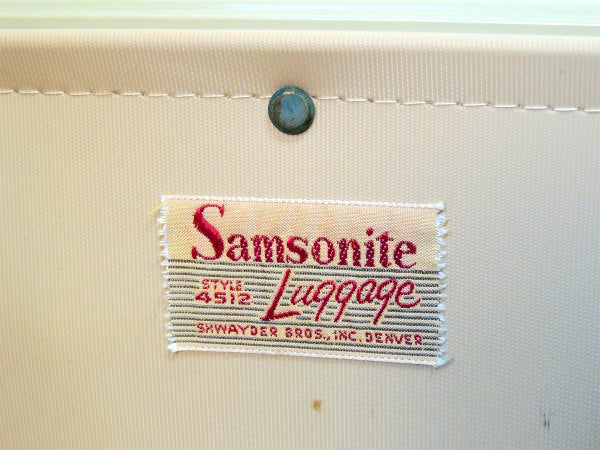 Samsonite
STYLE
4512 Luggage
SHWAYDER BROS., INC. DENVER